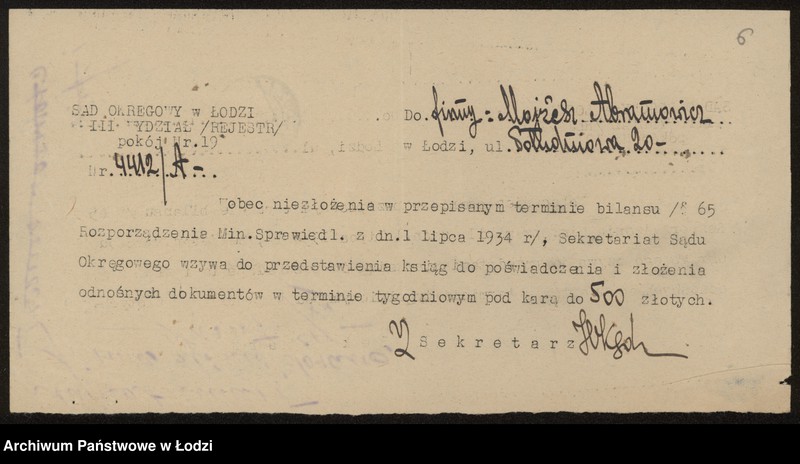 6
SĄD OKRĘGOWY w ŁODZI
III WYDZIAŁ /REJESTR/
pokój Nr.19
Nr. 4412/A-..
Do. firmy: Mojżesz Abramowicz
w Łodzi, ul. Południowa 20-
Wobec niezłożenia w przepisanym terminie bilansu /§ 65
Rozporządzenia Min.Sprawiedl. z dn.1 lipca 1934 r/, Sekretariat Sądu
Okręgowego wzywa do przedstawienia ksiąg do poświadczenia i złożenia
odnośnych dokumentów w terminie tygodniowym pod karą do 500 złotych.
Sekretarz
Archiwum Państwowe w Łodzi